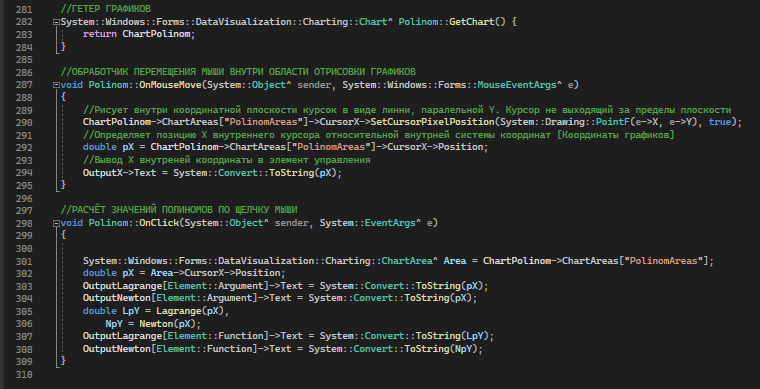 281 //ГЕТЕР ГРАФИКОВ
282 System::Windows::Forms::DataVisualization::Charting::Chart^ Polinom::GetChart() {
283 return ChartPolinom;
284 }
285
286 //ОБРАБОТЧИК ПЕРЕМЕЩЕНИЯ МЫШИ ВНУТРИ ОБЛАСТИ ОТРИСОВКИ ГРАФИКОВ
287 void Polinom::OnMouseMove(System::Object^ sender, System::Windows::Forms::MouseEventArgs^ e)
288 {
289 //Рисует внутри координатной плоскости курсок в виде линни, паралельной Y. Курсор не выходящий за пределы плоскости
290 ChartPolinom->ChartAreas["PolinomAreas"]->CursorX->SetCursorPixelPosition(System::Drawing::PointF(e->X, e->Y), true);
291 //Определяет позицию X внутреннего курсора относительной внутрней системы координат [Координаты графиков]
292 double pX = ChartPolinom->ChartAreas["PolinomAreas"]->CursorX->Position;
293 //Вывод X внутреней координаты в элемент управления
294 OutputX->Text = System::Convert::ToString(pX);
295 }
296
297 //РАСЧЁТ ЗНАЧЕНИЙ ПОЛИНОМОВ ПО ЩЕЛЧКУ МЫШИ
298 void Polinom::OnClick(System::Object^ sender, System::EventArgs^ e)
299 {
300
301 System::Windows::Forms::DataVisualization::Charting::ChartArea^ Area = ChartPolinom->ChartAreas["PolinomAreas"];
302 double pX = Area->CursorX->Position;
303 OutputLagrange[Element::Argument]->Text = System::Convert::ToString(pX);
304 OutputNewton[Element::Argument]->Text = System::Convert::ToString(pX);
305 double LpY = Lagrange(pX),
306 NpY = Newton(pX);
307 OutputLagrange[Element::Function]->Text = System::Convert::ToString(LpY);
308 OutputNewton[Element::Function]->Text = System::Convert::ToString(NpY);
309 }
310